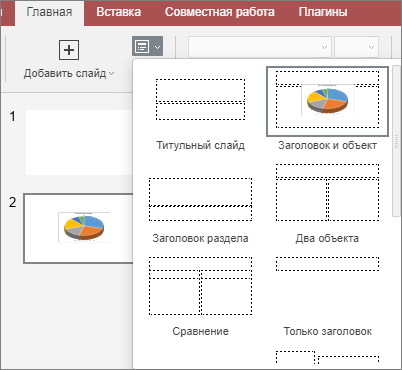 Главная Вставка Совместная работа Плагины
Добавить слайд
1
2
Титульный слайд Заголовок и объект
Заголовок раздела Два объекта
Сравнение Только заголовок